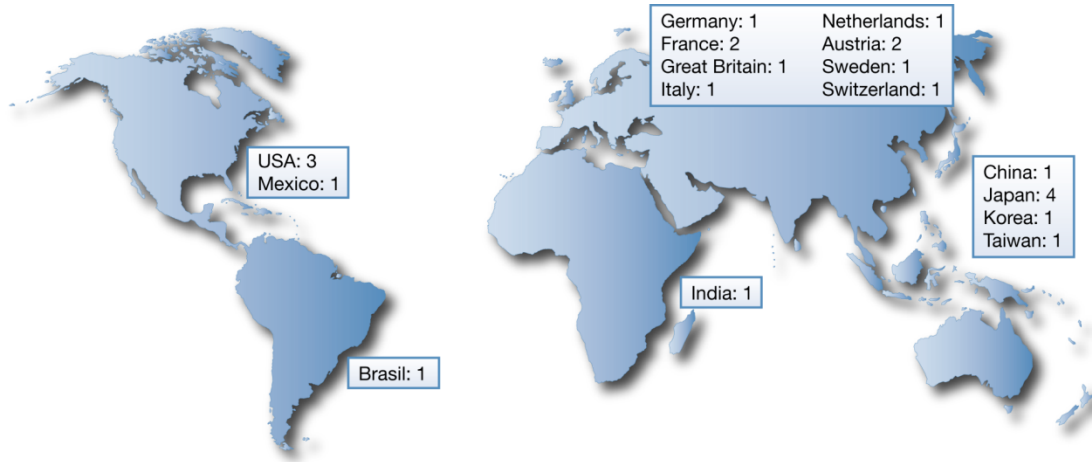 Germany: 1
France: 2
Great Britain: 1
Italy: 1
Netherlands: 1
Austria: 2
Sweden: 1
Switzerland: 1
USA: 3
Mexico: 1
China: 1
Japan: 4
Korea: 1
Taiwan: 1
India: 1
Brasil: 1